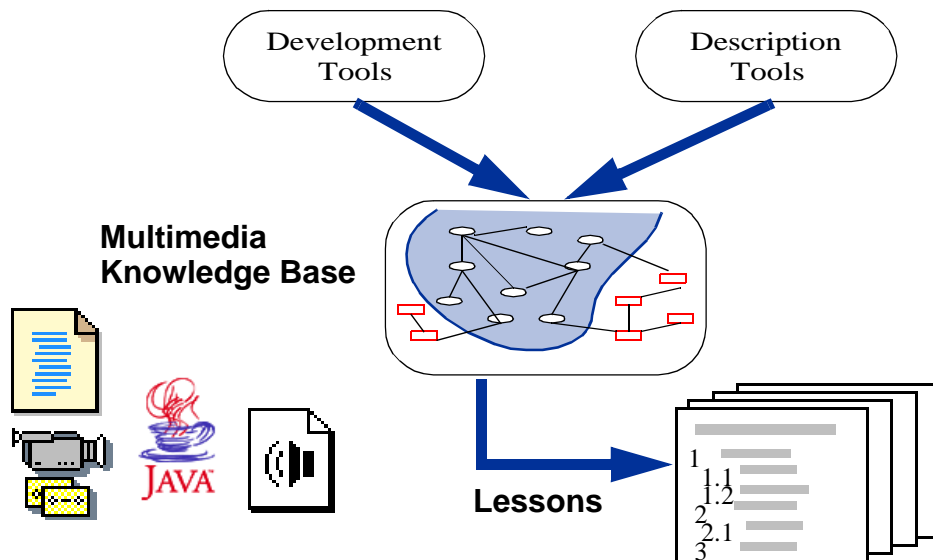 Development
Tools
Description
Tools
Multimedia
Knowledge Base
JAVA
Lessons
1
1.1
1.2
2
2.1
3